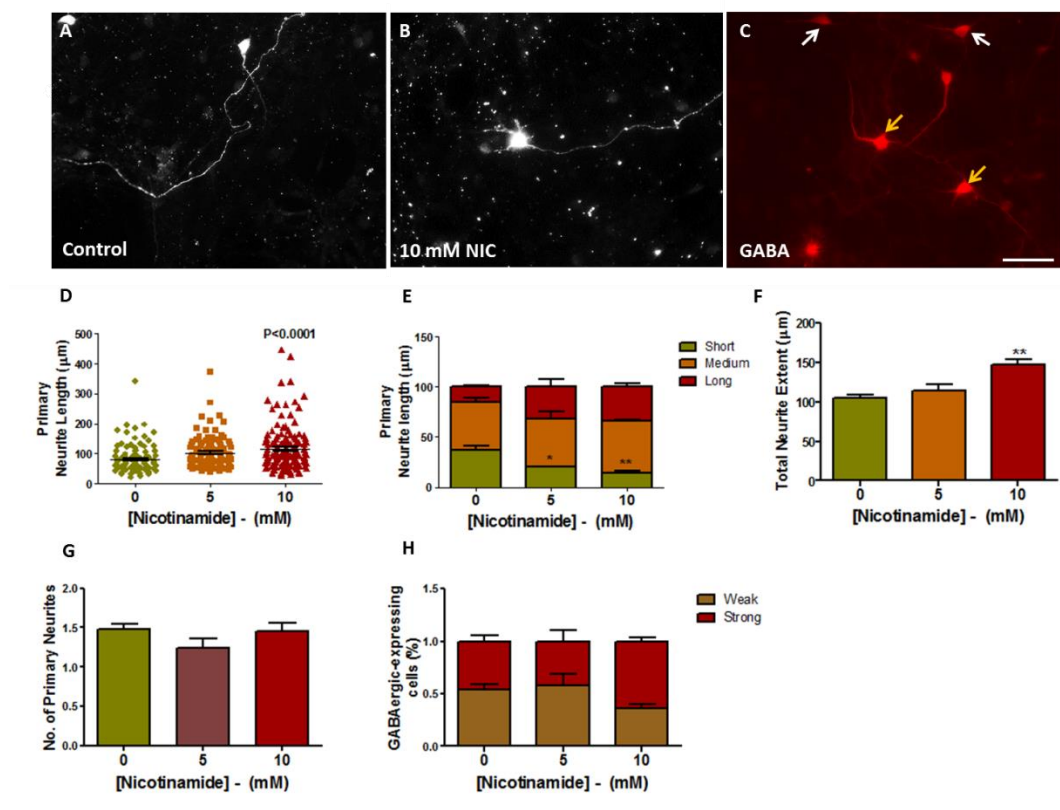 A
B
C
Control
10 mM NIC
GABA
D
P<0.0001
Primary
Neurite Length (µm)
500
400
300
200
100
0
0
5
10
[Nicotinamide] - (mM)
E
Primary
Neurite length (µm)
150
100
50
0
*
**
0
5
10
[Nicotinamide] - (mM)
Short
Medium
Long
F
Total Neurite Extent (µm)
200
150
100
50
0
**
0
5
10
[Nicotinamide] - (mM)
G
No. of Primary Neurites
2.0
1.5
1.0
0.5
0.0
0
5
10
[Nicotinamide] - (mM)
H
GABAergic-expressing
cells (%)
1.5
1.0
0.5
0.0
0
5
10
[Nicotinamide] - (mM)
Weak
Strong